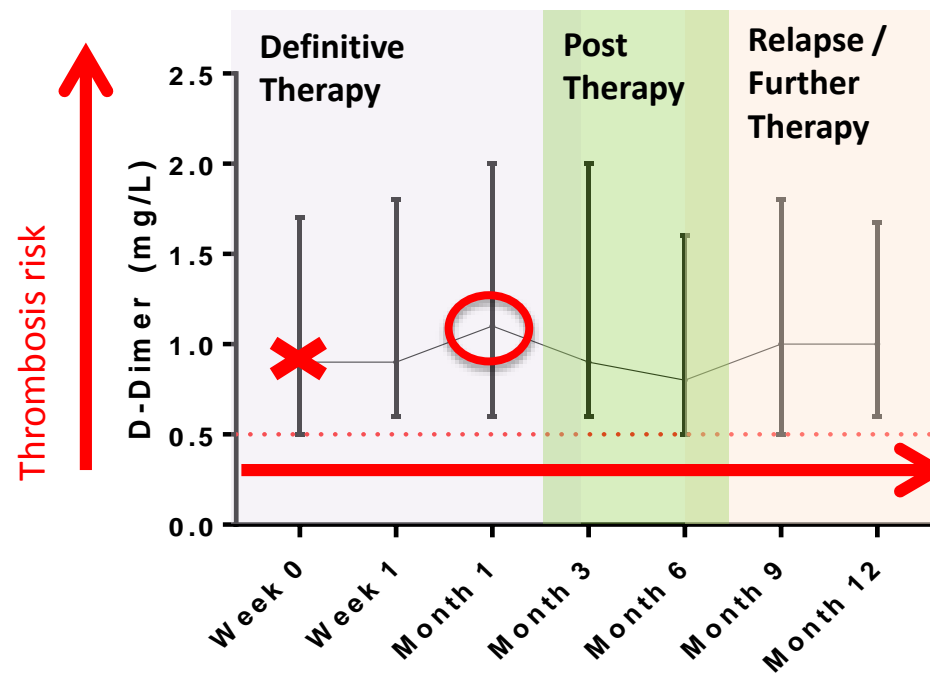 Definitive
Therapy
Post
Therapy
Relapse /
Further
Therapy
Thrombosis risk
D-Dimer (mg/L)
2.5
2.0
1.5
1.0
0.5
0.0
Week 0
Week 1
Month 1
Month 3
Month 6
Month 9
Month 12